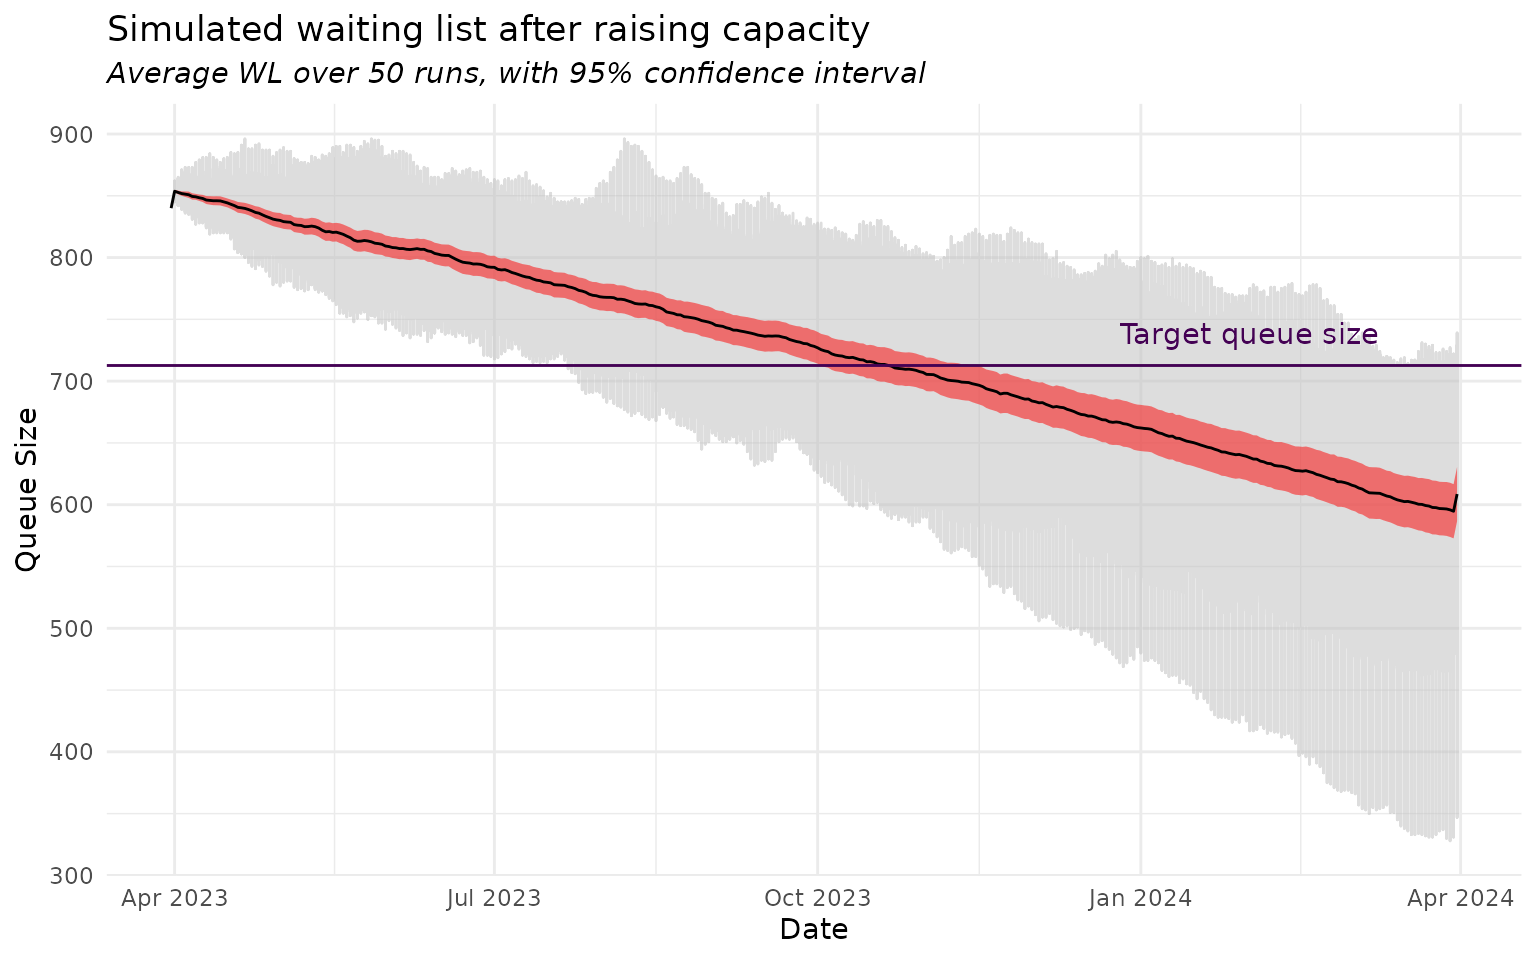 Simulated waiting list after raising capacity
Average WL over 50 runs, with 95% confidence interval
Queue Size
900
800
700
600
500
400
300
Target queue size
Apr 2023
Jul 2023
Oct 2023
Jan 2024
Apr 2024
Date